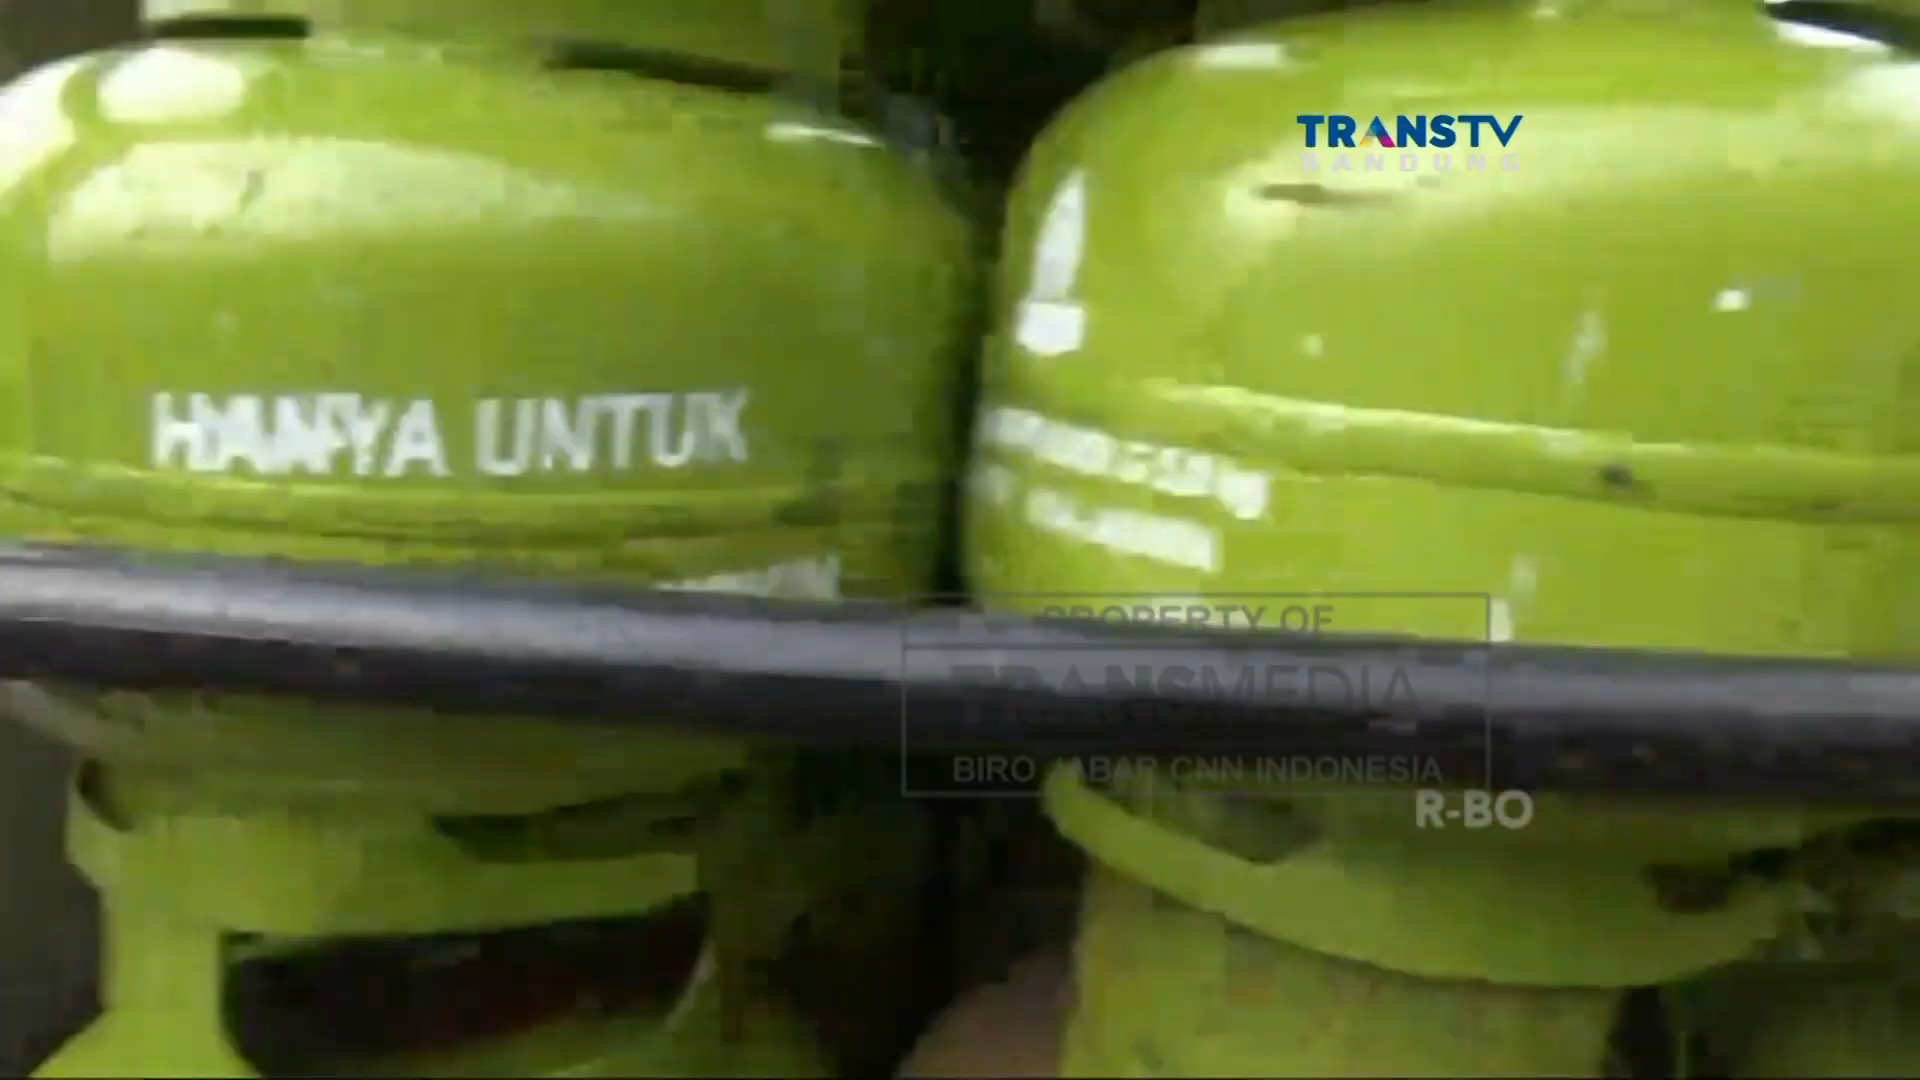 TRANSTV
BANDUNG
HANYA UNTUK
PROPERTY OF
TRANSMEDIA
BIRO JABAR CNN INDONESIA
R-BO